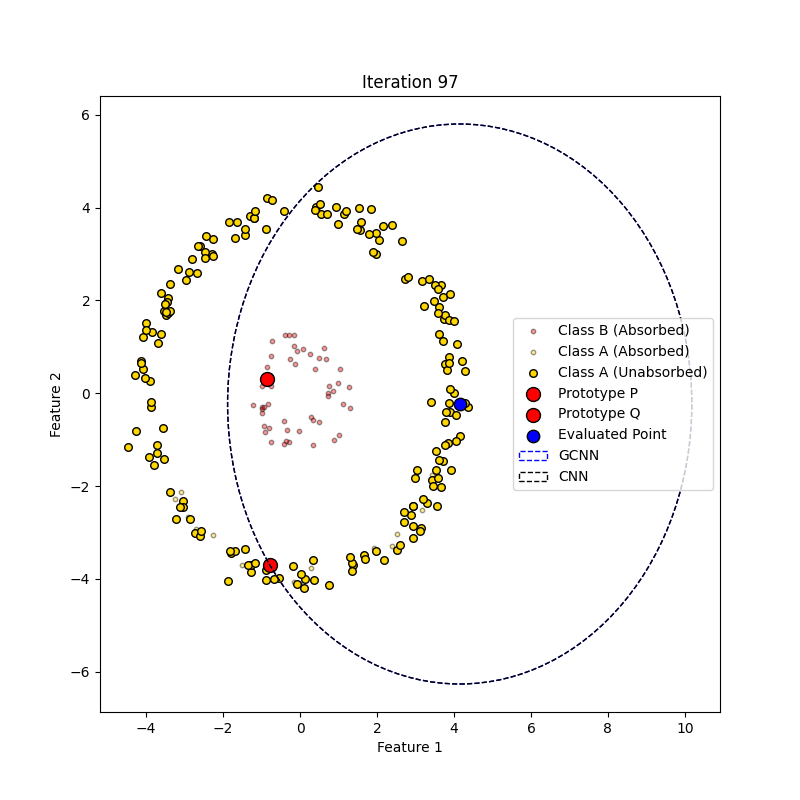 Iteration 97
6
4
2
0
−2
−4
−6
Feature 2
Class B (Absorbed)
Class A (Absorbed)
Class A (Unabsorbed)
Prototype P
Prototype Q
Evaluated Point
GCNN
CNN
−4
−2
0
2
4
6
8
10
Feature 1